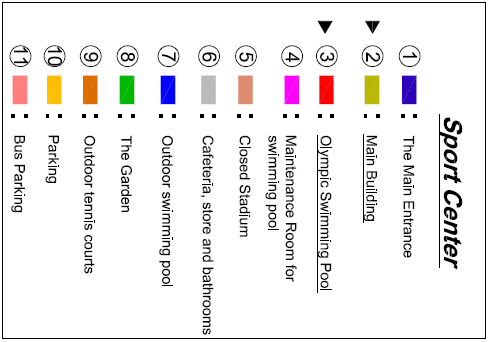 Sport Center
1 : The Main Entrance
2 : Main Building
3 : Olympic Swimming Pool
4 : Maintenance Room for
swimming pool
5 : Closed Stadium
6 : Cafeteria, store and bathrooms
7 : Outdoor swimming pool
8 : The Garden
9 : Outdoor tennis courts
10 : Parking
11 : Bus Parking